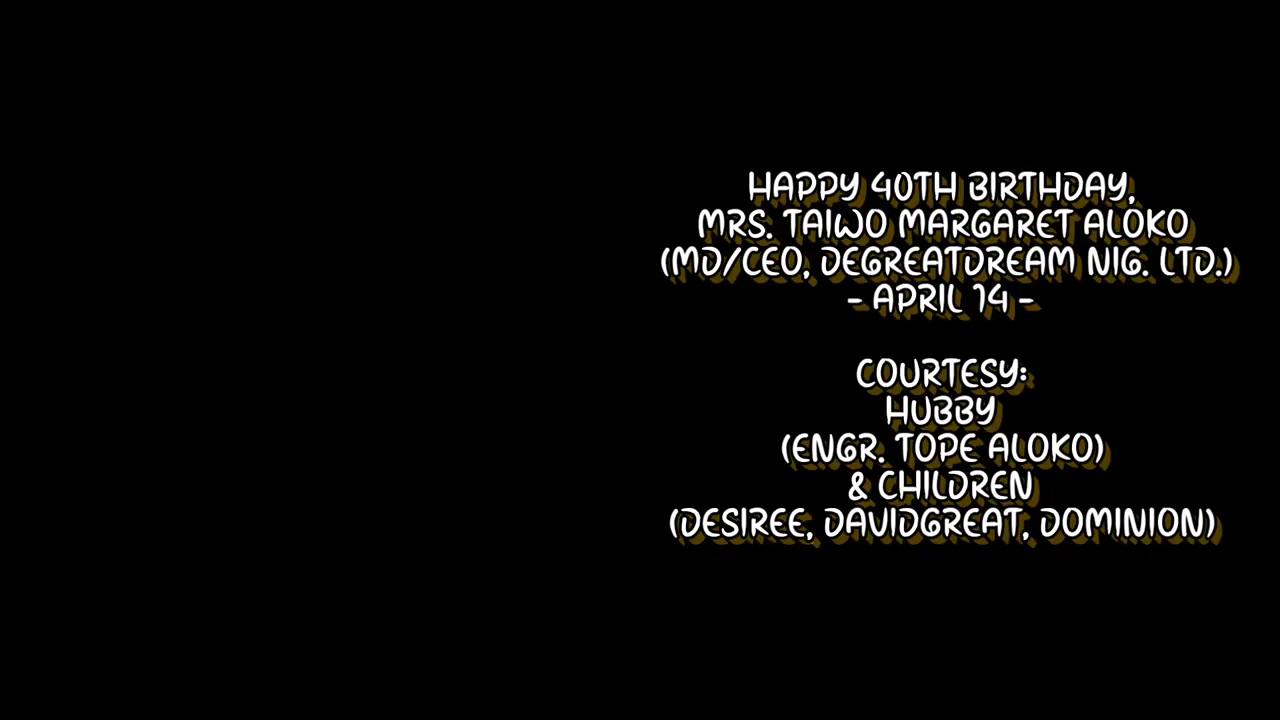 HAPPY 40TH BIRTHDAY,
MRS. TAIWO MARGARET ALOKO
(MD/CEO, DEGREATDREAM NIG. LTD.)
- APRIL 14 -
COURTESY:
HUBBY
(ENGR. TOPE ALOKO)
& CHILDREN
(DESIREE, DAVIDGREAT, DOMINION)